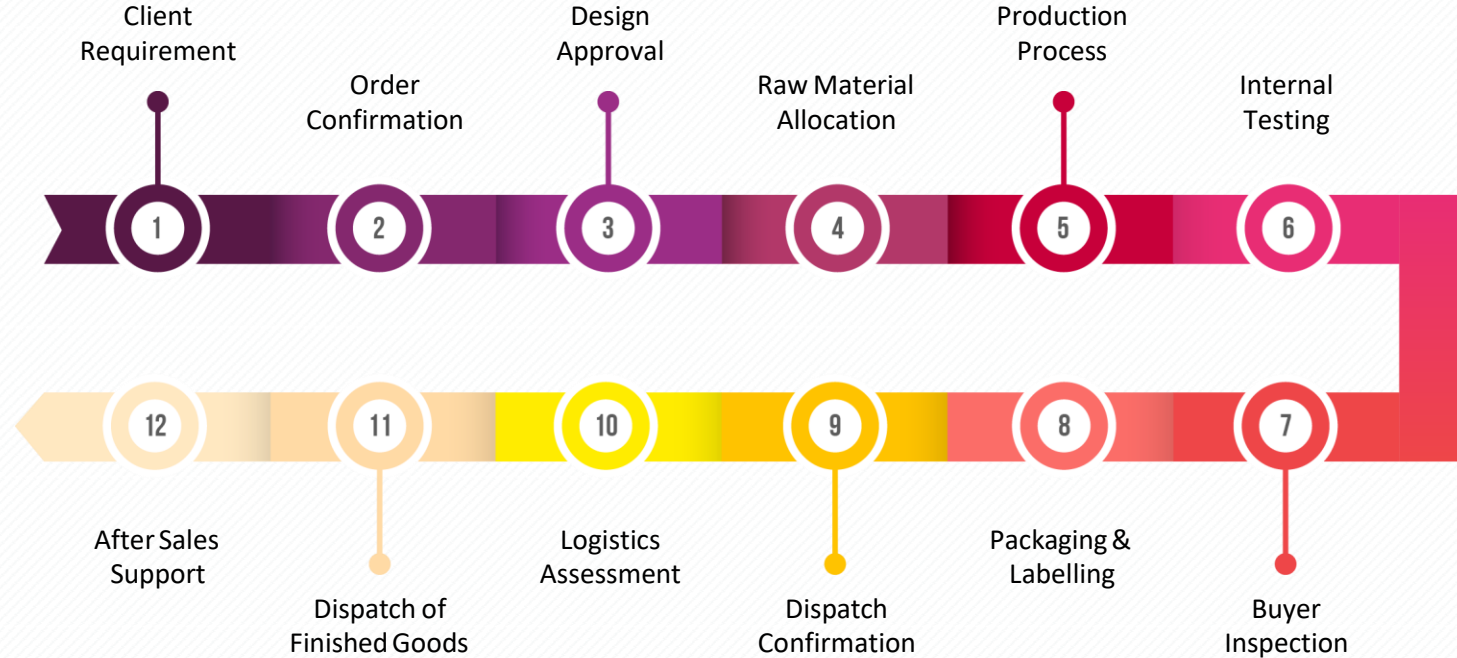 Client
Requirement
1
Order
Confirmation
2
Design
Approval
3
Raw Material
Allocation
4
Production
Process
5
Internal
Testing
6
7
Buyer
Inspection
8
Packaging &
Labelling
9
Dispatch
Confirmation
10
Logistics
Assessment
11
Dispatch of
Finished Goods
12
After Sales
Support